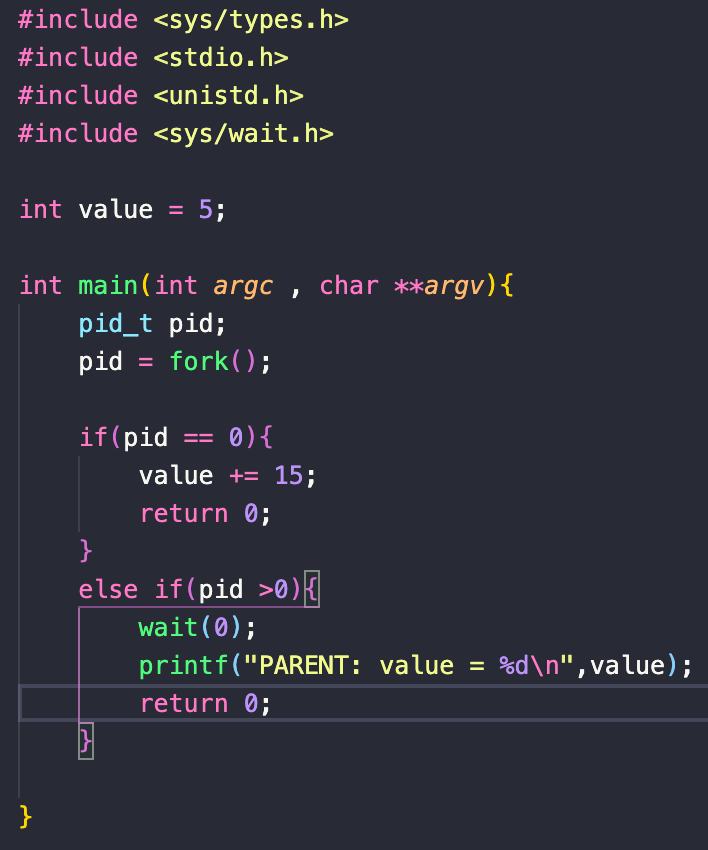 #include <sys/types.h>
#include <stdio.h>
#include <unistd.h>
#include <sys/wait.h>
int value = 5;
int main(int argc , char **argv){
pid_t pid;
pid = fork();
if(pid == 0){
value += 15;
return 0;
}
else if(pid >0){
wait(0);
printf("PARENT: value = %d\n",value);
return 0;
}
}